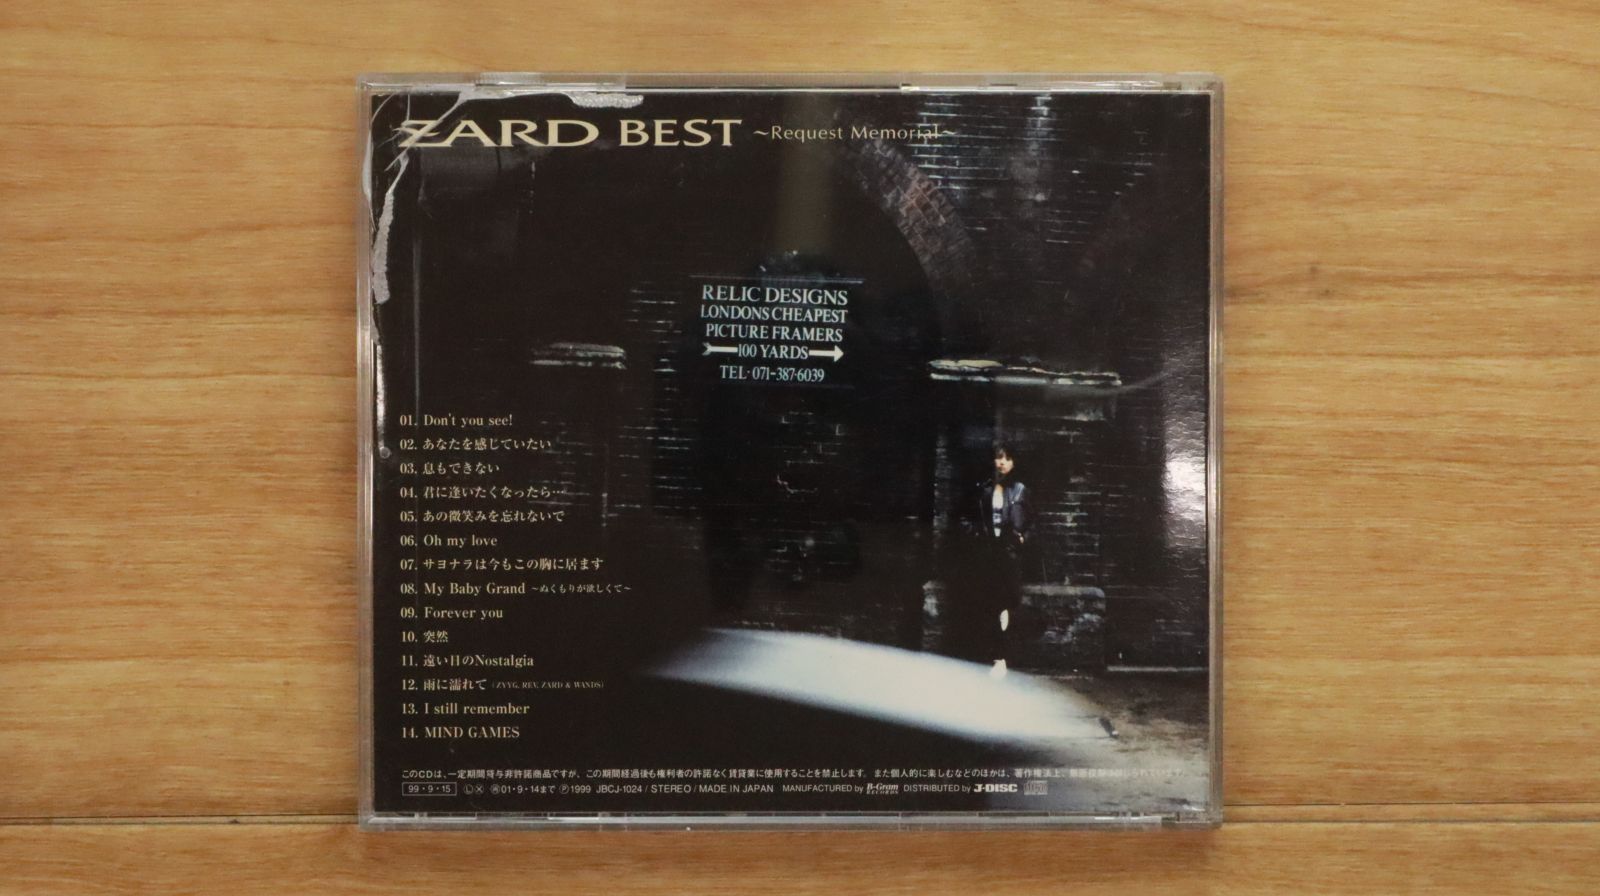 ZARD BEST ~Request Memorial~
RELIC DESIGNS
LONDONS CHEAPEST
PICTURE FRAMERS
100 YARDS
TEL·071-387·6039
01. Don't you see!
02. あなたを感じていたい
03. 息もできない
04. 君に逢いたくなったら…
05. あの微笑みを忘れないで
06. Oh my love
07. サヨナラは今もこの胸に居ます
08. My Baby Grand ~ぬくもりが欲しくて~
09. Forever you
10. 突然
11. 遠い日のNostalgia
12. 雨に濡れて (ZYYG, REV, ZARD & WANDS)
13. I still remember
14. MIND GAMES
このCDは、一定期間貸与非許諾商品ですが、この期間経過後も権利者の許諾なく賃貸業に使用することを禁止します。また個人的に楽しむなどのほかは、著作権法上、
99・9・15 Ⓛ Ⓧ ㋐01・9・14まで Ⓟ1999 JBCJ-1024 / STEREO / MADE IN JAPAN MANUFACTURED by B-Gram RECORDS DISTRIBUTED by J-DISC